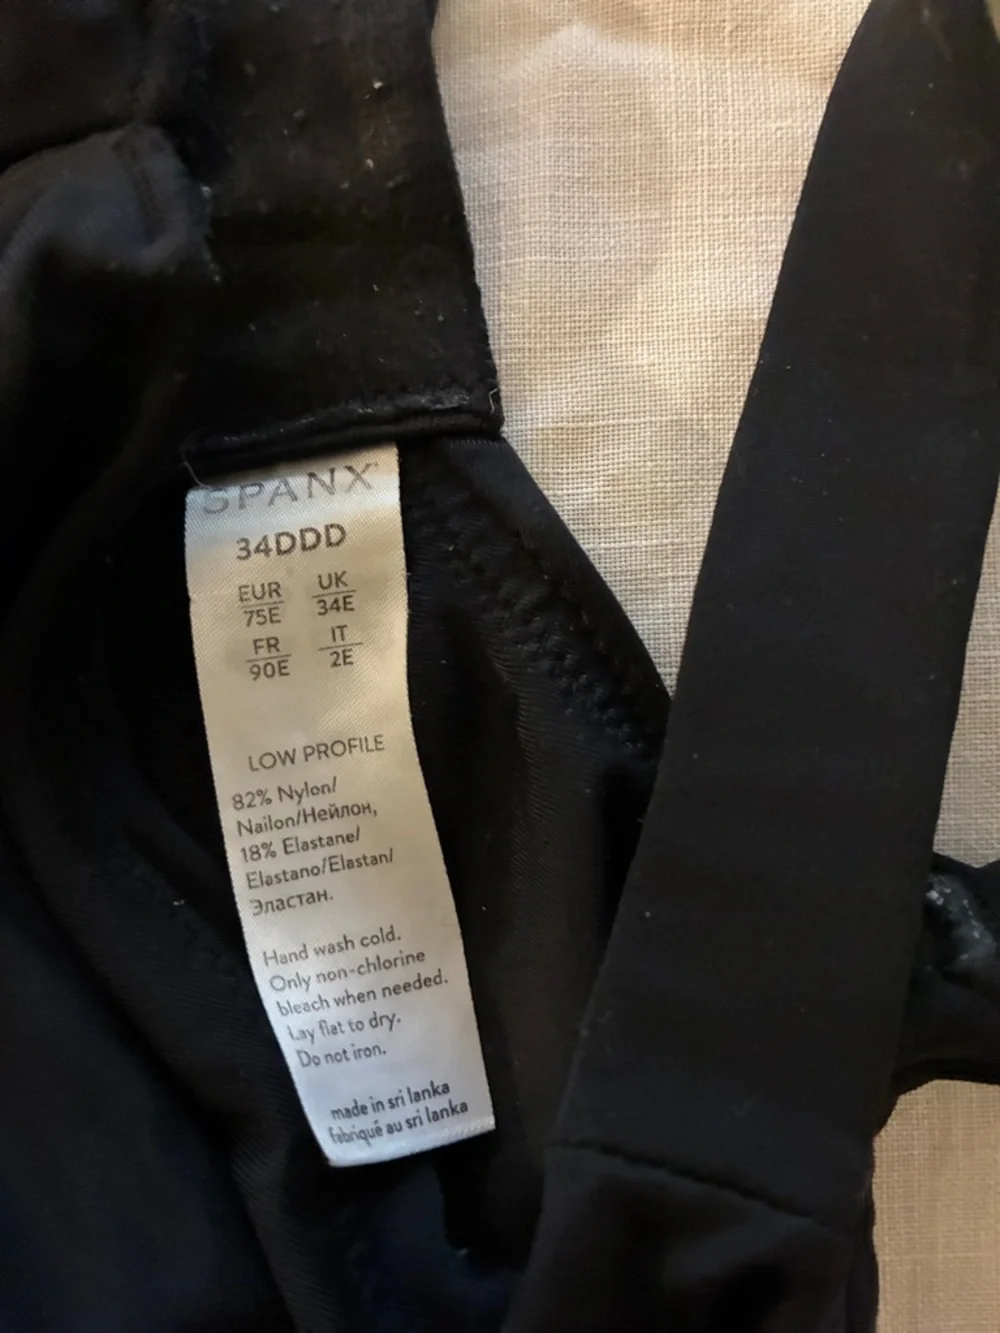 SPANX
34DDD
EUR UK
75E 34E
FR IT
90E 2E
LOW PROFILE
82% Nylon/
Nailon/Нейлон,
18% Elastane/
Elastano/Elastan/
Эластан.
Hand wash cold.
Only non-chlorine
bleach when needed.
Lay flat to dry.
Do not iron.
made in sri lanka
fabriqué au sri lanka